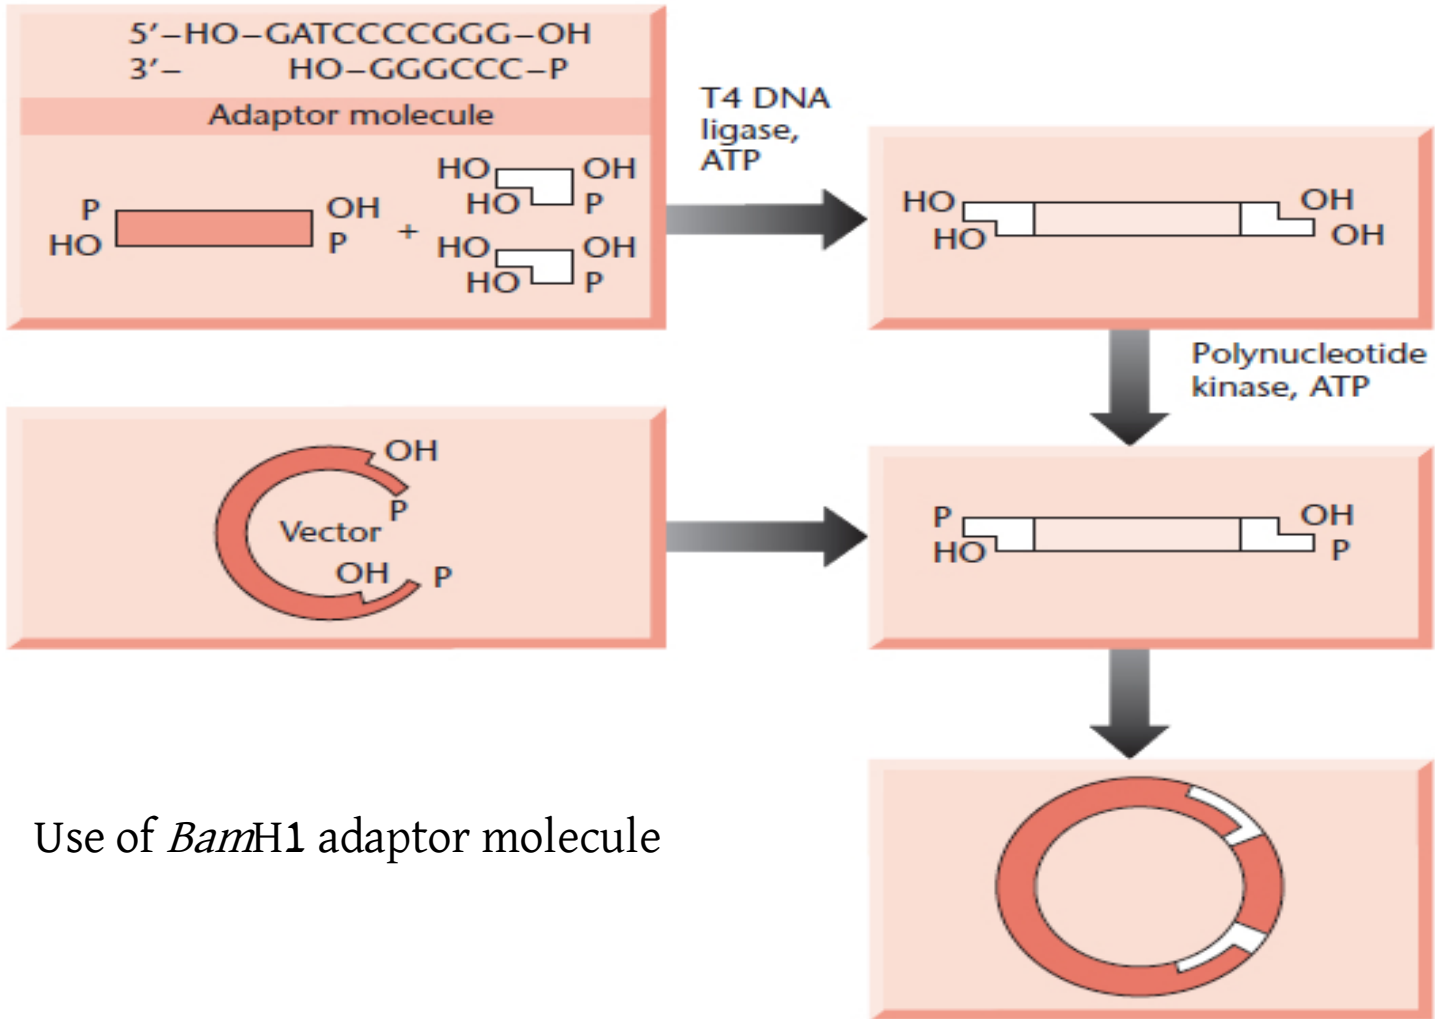 5′–HO–GATCCCCGGG–OH
3′– HO–GGGCCC–P
Adaptor molecule
P
HO
OH
P
+
HO
HO
OH
P
HO
HO
OH
P
T4 DNA
ligase,
ATP
HO
HO
OH
OH
Polynucleotide
kinase, ATP
OH
P
Vector
OH
P
P
HO
OH
P
Use of BamH1 adaptor molecule